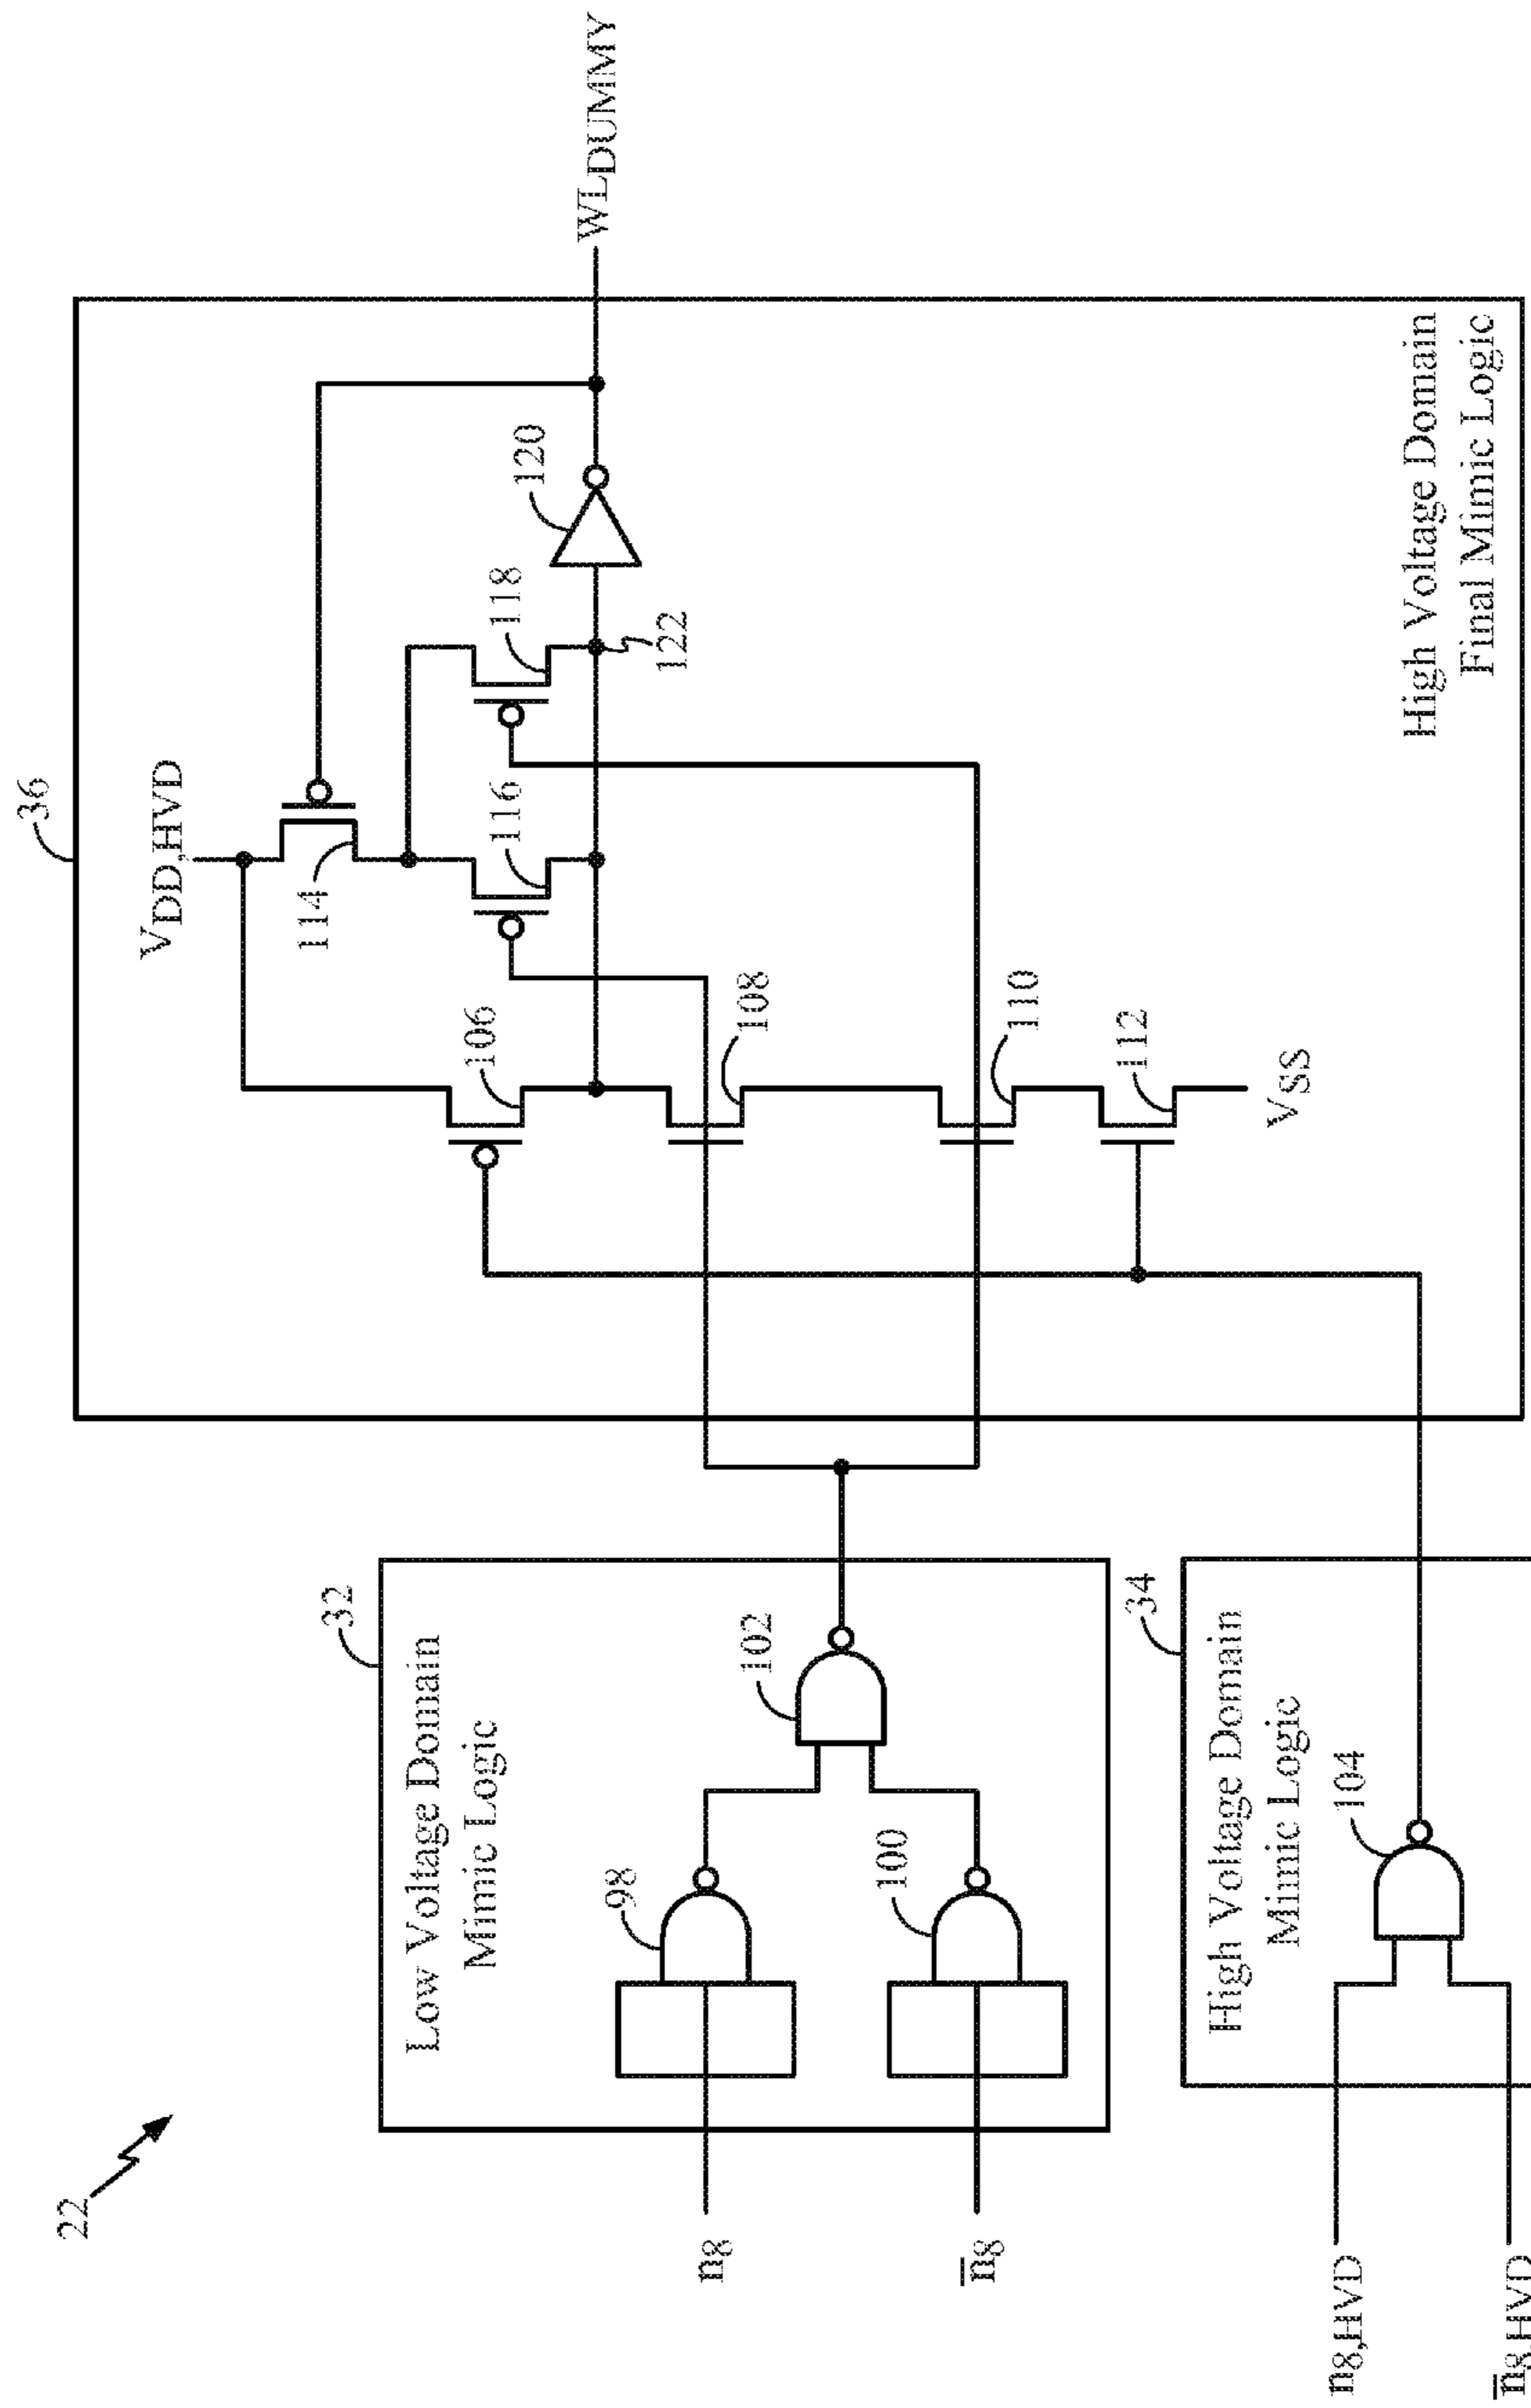 22
32
Low Voltage Domain
Mimic Logic
n8
98
n̅8
100
102
34
High Voltage Domain
Mimic Logic
n8,HVD
n̅8,HVD
104
36
VDD,HVD
106
108
110
112
VSS
114
116
118
122
120
WLDUMMY
High Voltage Domain
Final Mimic Logic